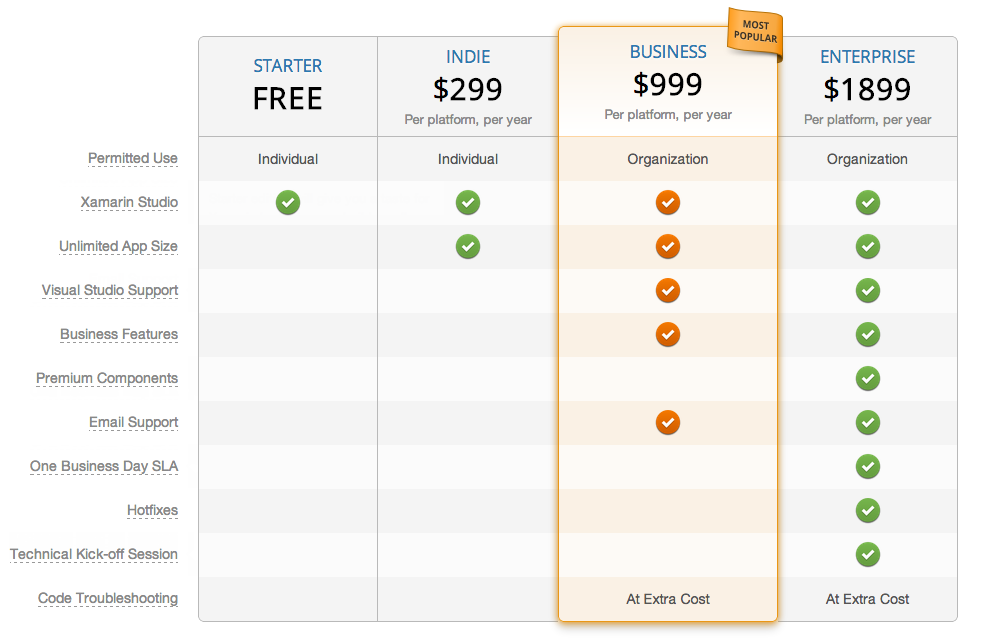 MOST
POPULAR
STARTER
FREE
INDIE
$299
Per platform, per year
BUSINESS
$999
Per platform, per year
ENTERPRISE
$1899
Per platform, per year
Permitted Use Individual Individual Organization Organization
Xamarin Studio
Unlimited App Size
Visual Studio Support
Business Features
Premium Components
Email Support
One Business Day SLA
Hotfixes
Technical Kick-off Session
Code Troubleshooting At Extra Cost At Extra Cost